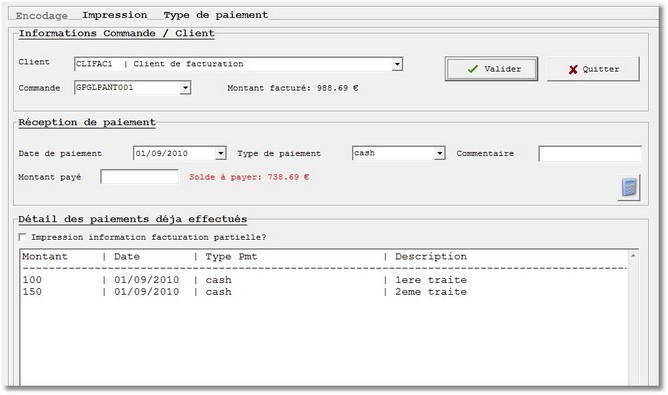 Encodage Impression Type de paiement
Informations Commande / Client
Client CLIFAC1 | Client de facturation Valider Quitter
Commande GPGLPANT001 Montant facturé: 988.69 €
Réception de paiement
Date de paiement 01/09/2010 Type de paiement cash Commentaire
Montant payé Solde à payer: 738.69 €
Détail des paiements déja effectués
Impression information facturation partielle?
Montant | Date | Type Pmt | Description
100 | 01/09/2010 | cash | 1ere traite
150 | 01/09/2010 | cash | 2eme traite